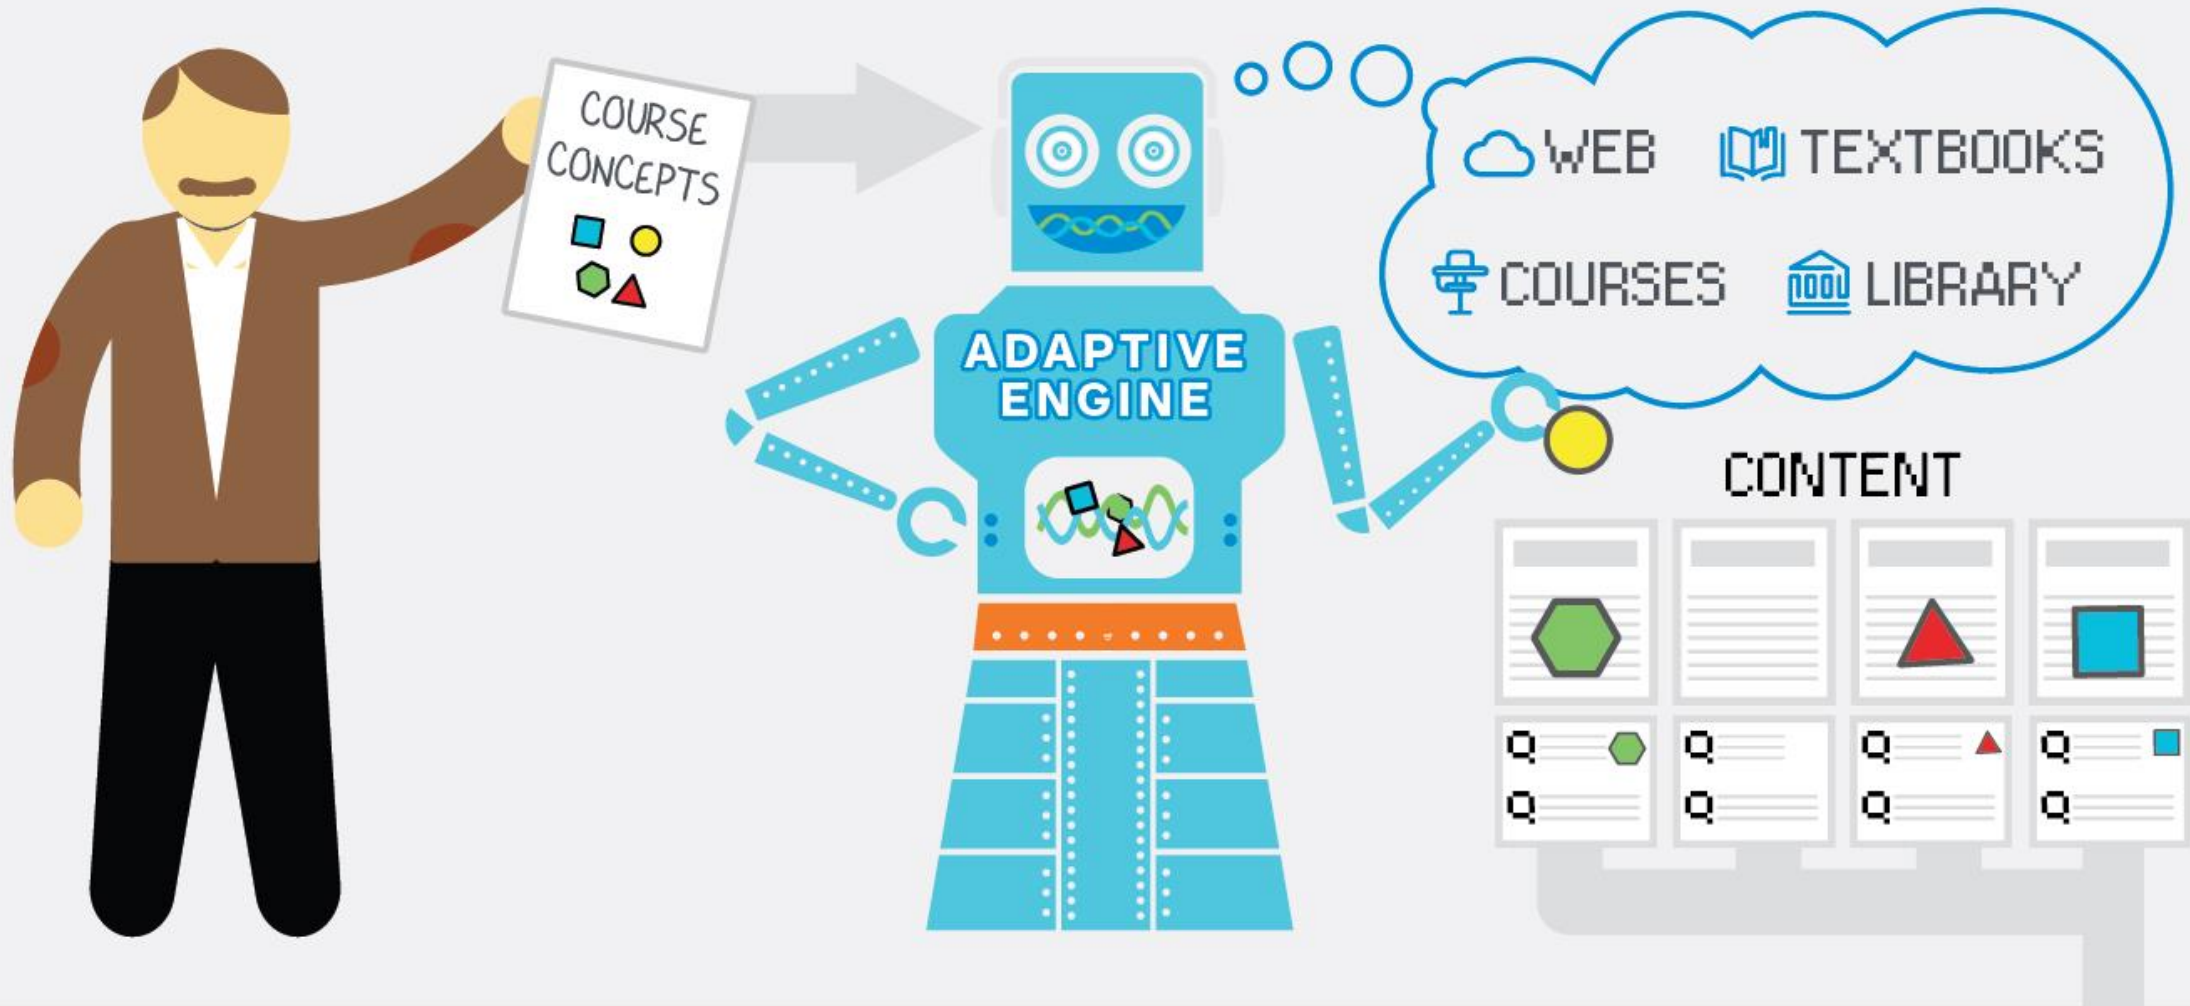 COURSE
CONCEPTS
ADAPTIVE
ENGINE
WEB
TEXTBOOKS
COURSES
LIBRARY
CONTENT
Q
Q
Q
Q
Q
Q
Q
Q